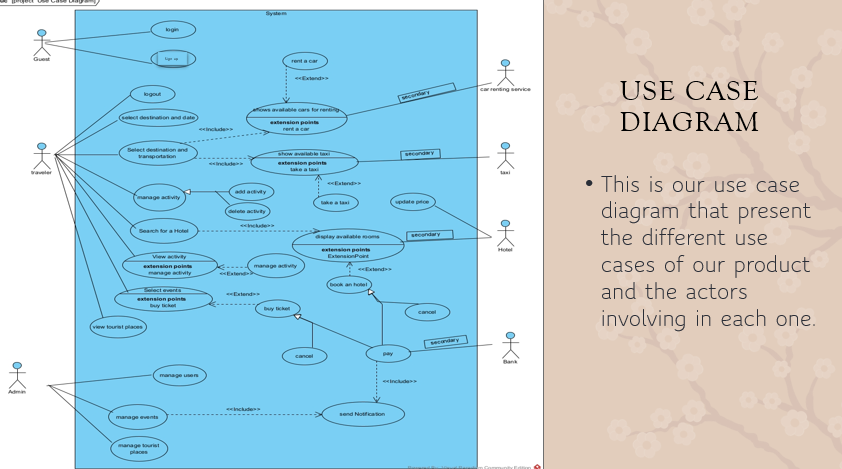 [Project "Use Case Diagram"]
System
login
Guest
Sign up
rent a car
<<Extend>>
car renting service
secondary
logout
shows available cars for renting
extension points
rent a car
select destination and date
<<Include>>
Select destination and
transportation
<<Include>>
show available taxi
extension points
take a taxi
secondary
taxi
traveler
<<Extend>>
manage activity
add activity
delete activity
take a taxi
update price
Search for a Hotel
<<Include>>
display available rooms
extension points
ExtensionPoint
secondary
Hotel
View activity
extension points
manage activity
<<Extend>>
manage activity
<<Extend>>
book an hotel
Select events
extension points
buy ticket
<<Extend>>
buy ticket
cancel
view tourist places
cancel
pay
secondary
Bank
Admin
manage users
<<Include>>
manage events
<<Include>>
send Notification
manage tourist
places
USE CASE
DIAGRAM
• This is our use case
diagram that present
the different use
cases of our product
and the actors
involving in each one.